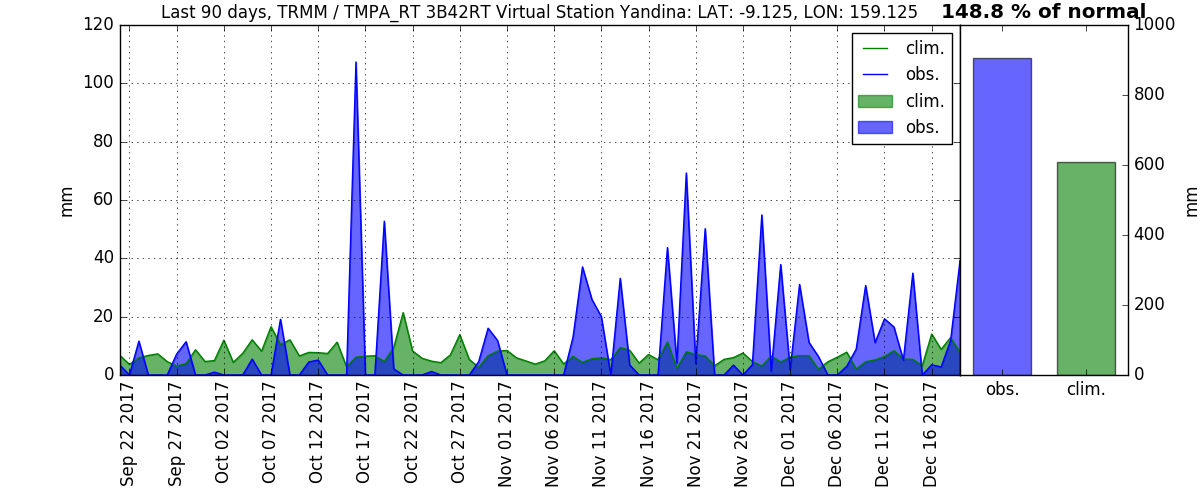 Last 90 days, TRMM / TMPA_RT 3B42RT Virtual Station Yandina: LAT: -9.125, LON: 159.125
148.8 % of normal
120
100
80
60
40
20
0
mm
clim.
obs.
clim.
obs.
1000
800
600
400
200
0
mm
Sep 22 2017
Sep 27 2017
Oct 02 2017
Oct 07 2017
Oct 12 2017
Oct 17 2017
Oct 22 2017
Oct 27 2017
Nov 01 2017
Nov 06 2017
Nov 11 2017
Nov 16 2017
Nov 21 2017
Nov 26 2017
Dec 01 2017
Dec 06 2017
Dec 11 2017
Dec 16 2017
obs.
clim.